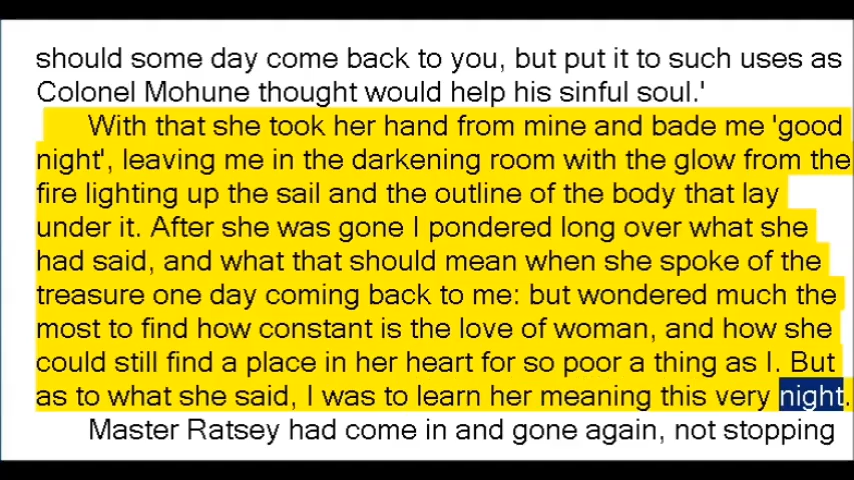 should some day come back to you, but put it to such uses as
Colonel Mohune thought would help his sinful soul.'
With that she took her hand from mine and bade me 'good
night', leaving me in the darkening room with the glow from the
fire lighting up the sail and the outline of the body that lay
under it. After she was gone I pondered long over what she
had said, and what that should mean when she spoke of the
treasure one day coming back to me: but wondered much the
most to find how constant is the love of woman, and how she
could still find a place in her heart for so poor a thing as I. But
as to what she said, I was to learn her meaning this very night.
Master Ratsey had come in and gone again, not stopping